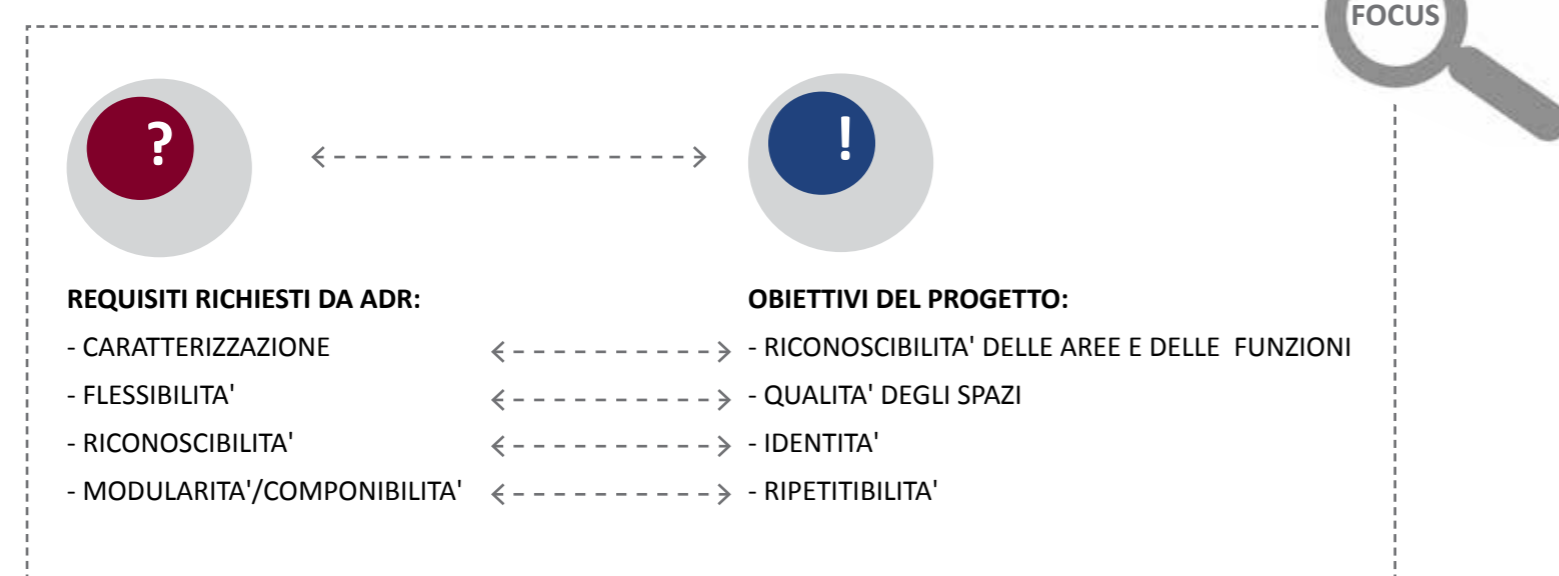 FOCUS
?
!
REQUISITI RICHIESTI DA ADR:
- CARATTERIZZAZIONE
- FLESSIBILITA'
- RICONOSCIBILITA'
- MODULARITA'/COMPONIBILITA'
OBIETTIVI DEL PROGETTO:
- RICONOSCIBILITA' DELLE AREE E DELLE FUNZIONI
- QUALITA' DEGLI SPAZI
- IDENTITA'
- RIPETITIBILITA'